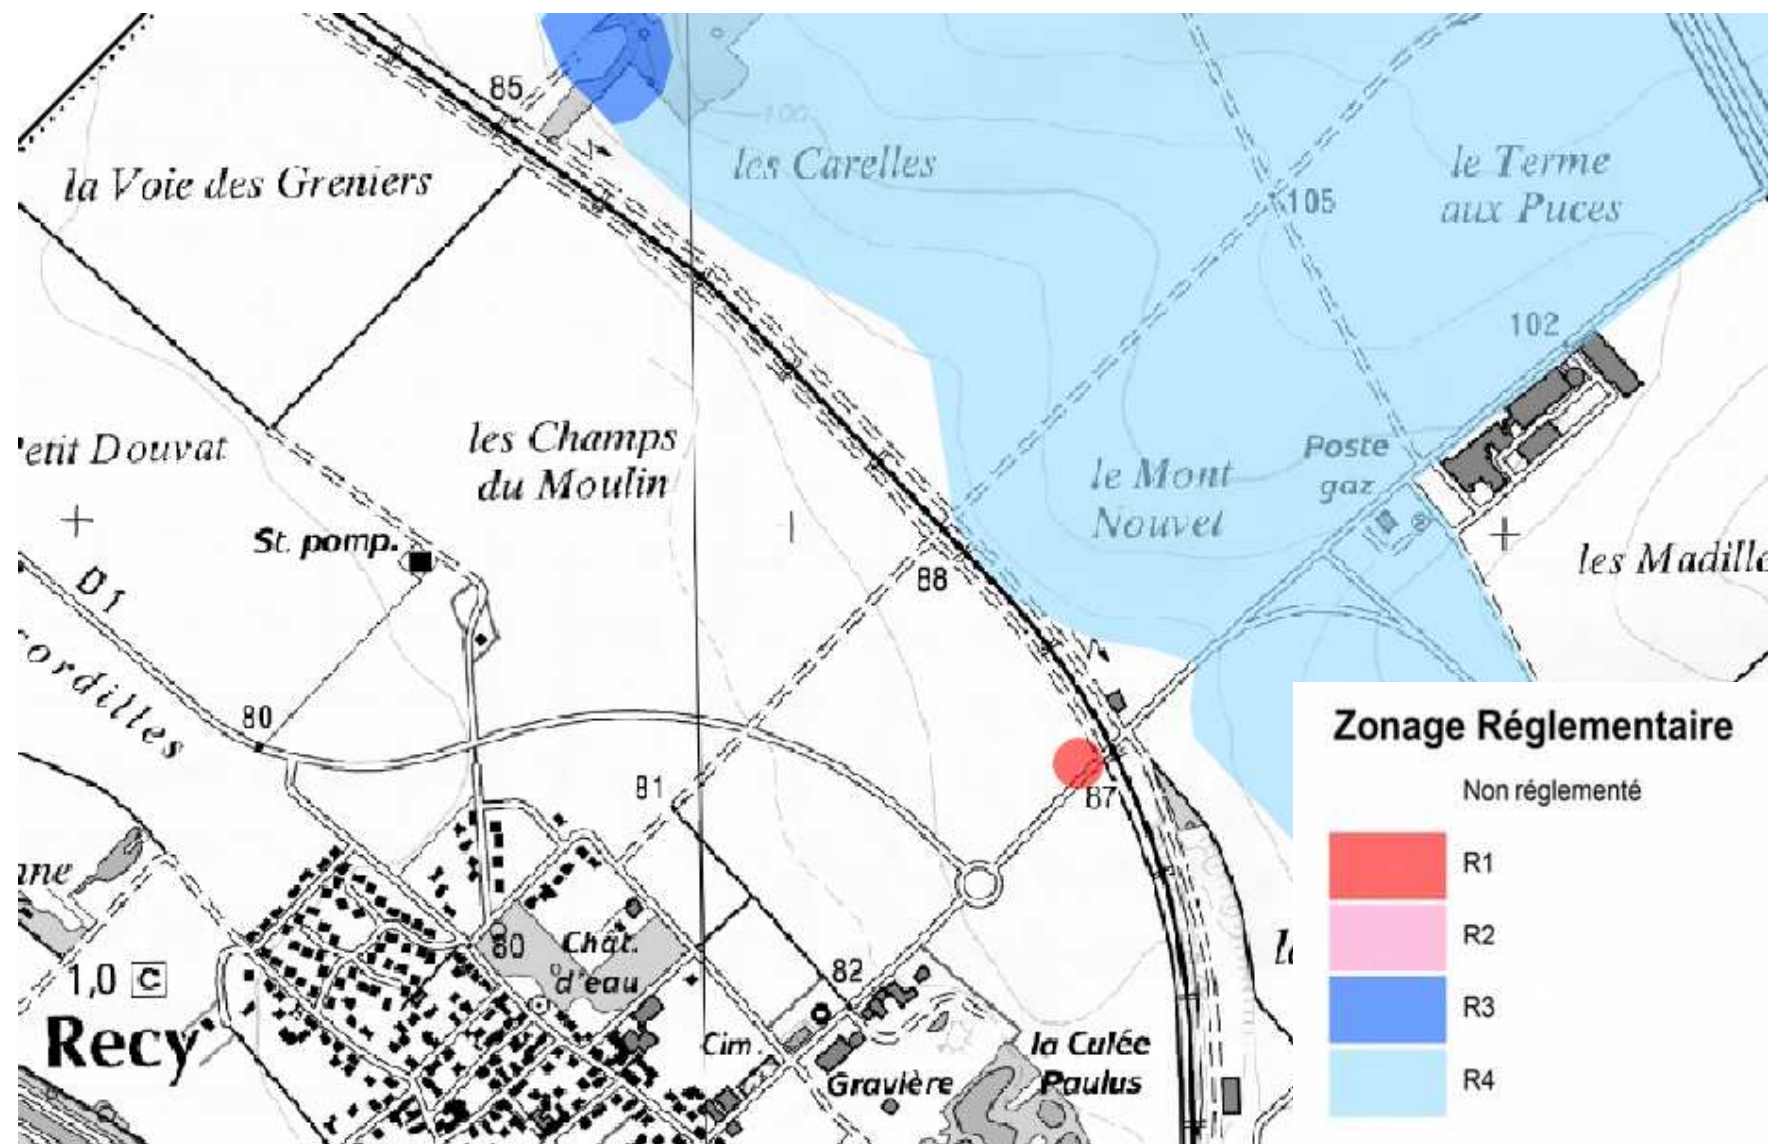 85
100
la Voie des Greniers
les Carelles
le Terme
aux Puces
105
102
les Champs
du Moulin
etit Douvat
Poste
gaz
le Mont
Nouvel
St. pomp.
88
les Madille
D1
ordilles
80
81
87
Zonage Réglementaire
Non réglementé
R1
R2
R3
R4
80
Chât.
d'eau
82
1,0 C
Recy
Cim.
Gravière
la Culée
Paulus